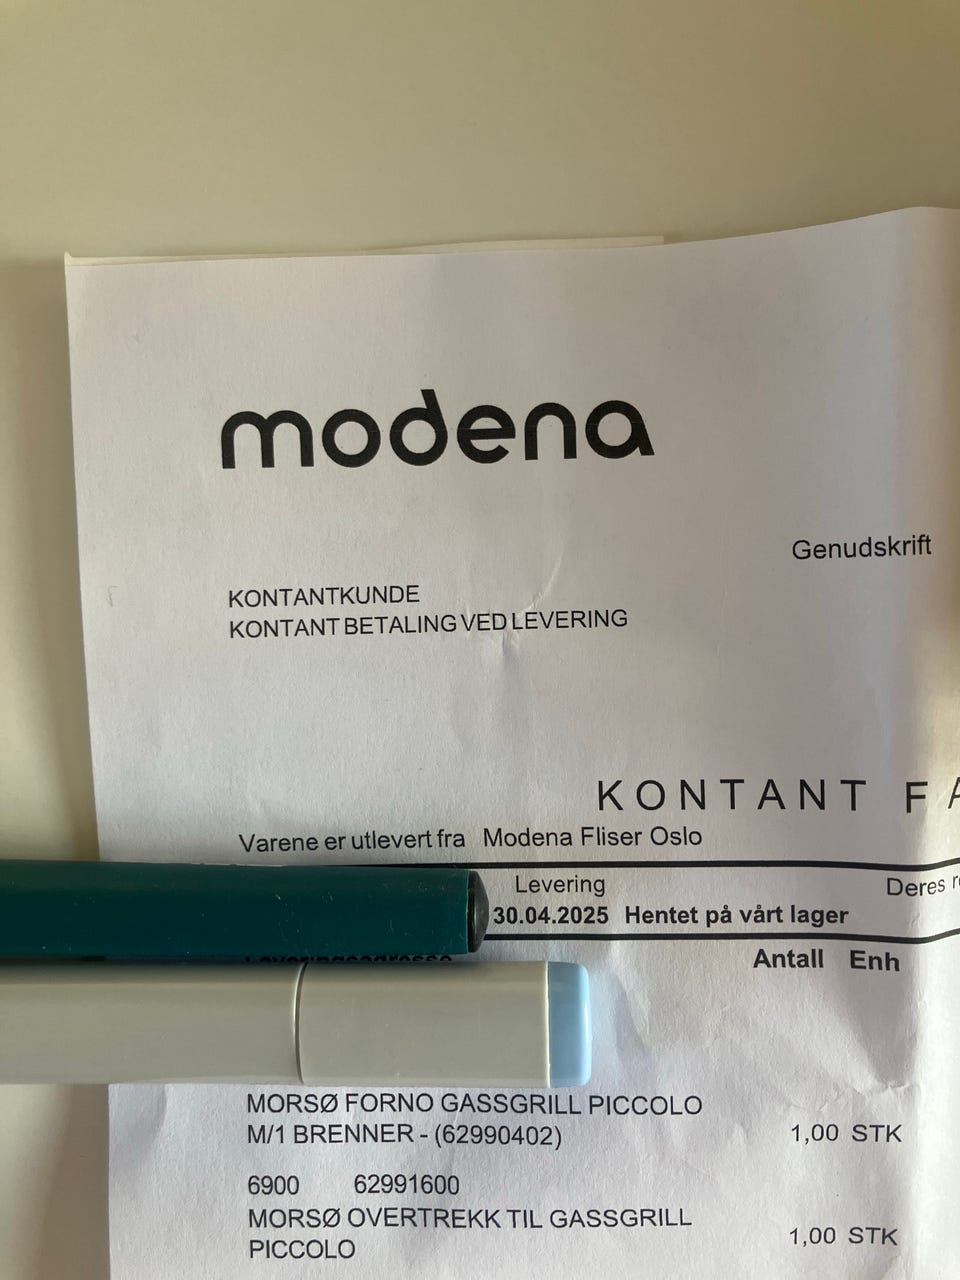 modena
Genudskrift
KONTANTKUNDE
KONTANT BETALING VED LEVERING
KONTANT
Varene er utlevert fra Modena Fliser Oslo
Levering Deres
30.04.2025 Hentet på vårt lager
Leveringsadresse Antall Enh
MORSØ FORNO GASSGRILL PICCOLO
M/1 BRENNER - (62990402) 1,00 STK
6900 62991600
MORSØ OVERTREKK TIL GASSGRILL
PICCOLO 1,00 STK